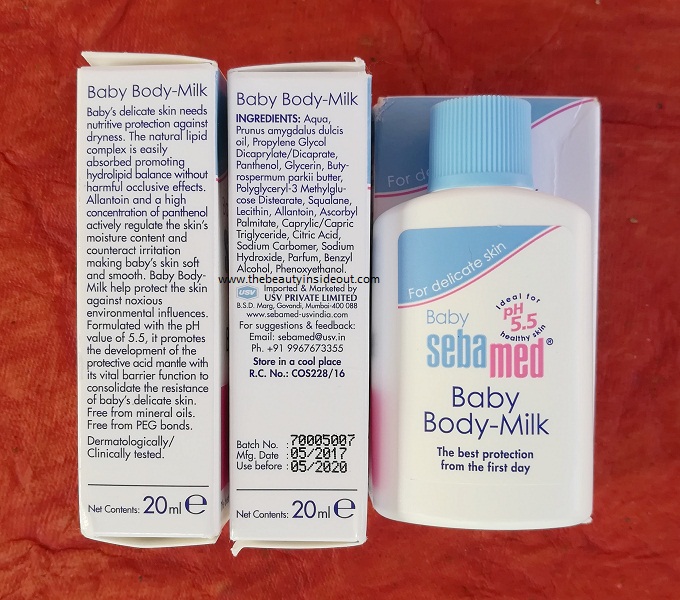 Baby Body-Milk
Baby's delicate skin needs
nutritive protection against
dryness. The natural lipid
complex is easily
absorbed promoting
hydrolipid balance without
harmful occlusive effects.
Allantoin and a high
concentration of panthenol
actively regulate the skin's
moisture content and
counteract irritation
making baby's skin soft
and smooth. Baby Body-
Milk help protect the skin
against noxious
environmental influences.
Formulated with the pH
value of 5.5, it promotes
the development of the
protective acid mantle with
its vital barrier function to
consolidate the resistance
of baby's delicate skin.
Free from mineral oils.
Free from PEG bonds.
Dermatologically/
Clinically tested.
Net Contents: 20 ml e
Baby Body-Milk
INGREDIENTS: Aqua,
Prunus amygdalus dulcis
oil, Propylene Glycol
Dicaprylate/Dicaprate,
Panthenol, Glycerin, Buty-
rospermum parkii butter,
Polyglyceryl-3 Methylglu-
cose Distearate, Squalane,
Lecithin, Allantoin, Ascorbyl
Palmitate, Caprylic/Capric
Triglyceride, Citric Acid,
Sodium Carbomer, Sodium
Hydroxide, Parfum, Benzyl
Alcohol, Phenoxyethanol.
www.thebeautyinsideout.com
USV Imported & Marketed by
USV PRIVATE LIMITED
B.S.D. Marg, Govandi, Mumbai-400 088
www.sebamed-usvindia.com
For suggestions & feedback:
Email: sebamed@usv.in
Ph. +91 9967673355
Store in a cool place
R.C. No.: COS228/16
Batch No. : 70005007
Mfg. Date : 05/2017
Use before : 05/2020
Net Contents: 20 ml e
For delicate
For delicate skin
Baby
sebamed®
Ideal for
pH
5.5
healthy skin
Baby
Body-Milk
The best protection
from the first day